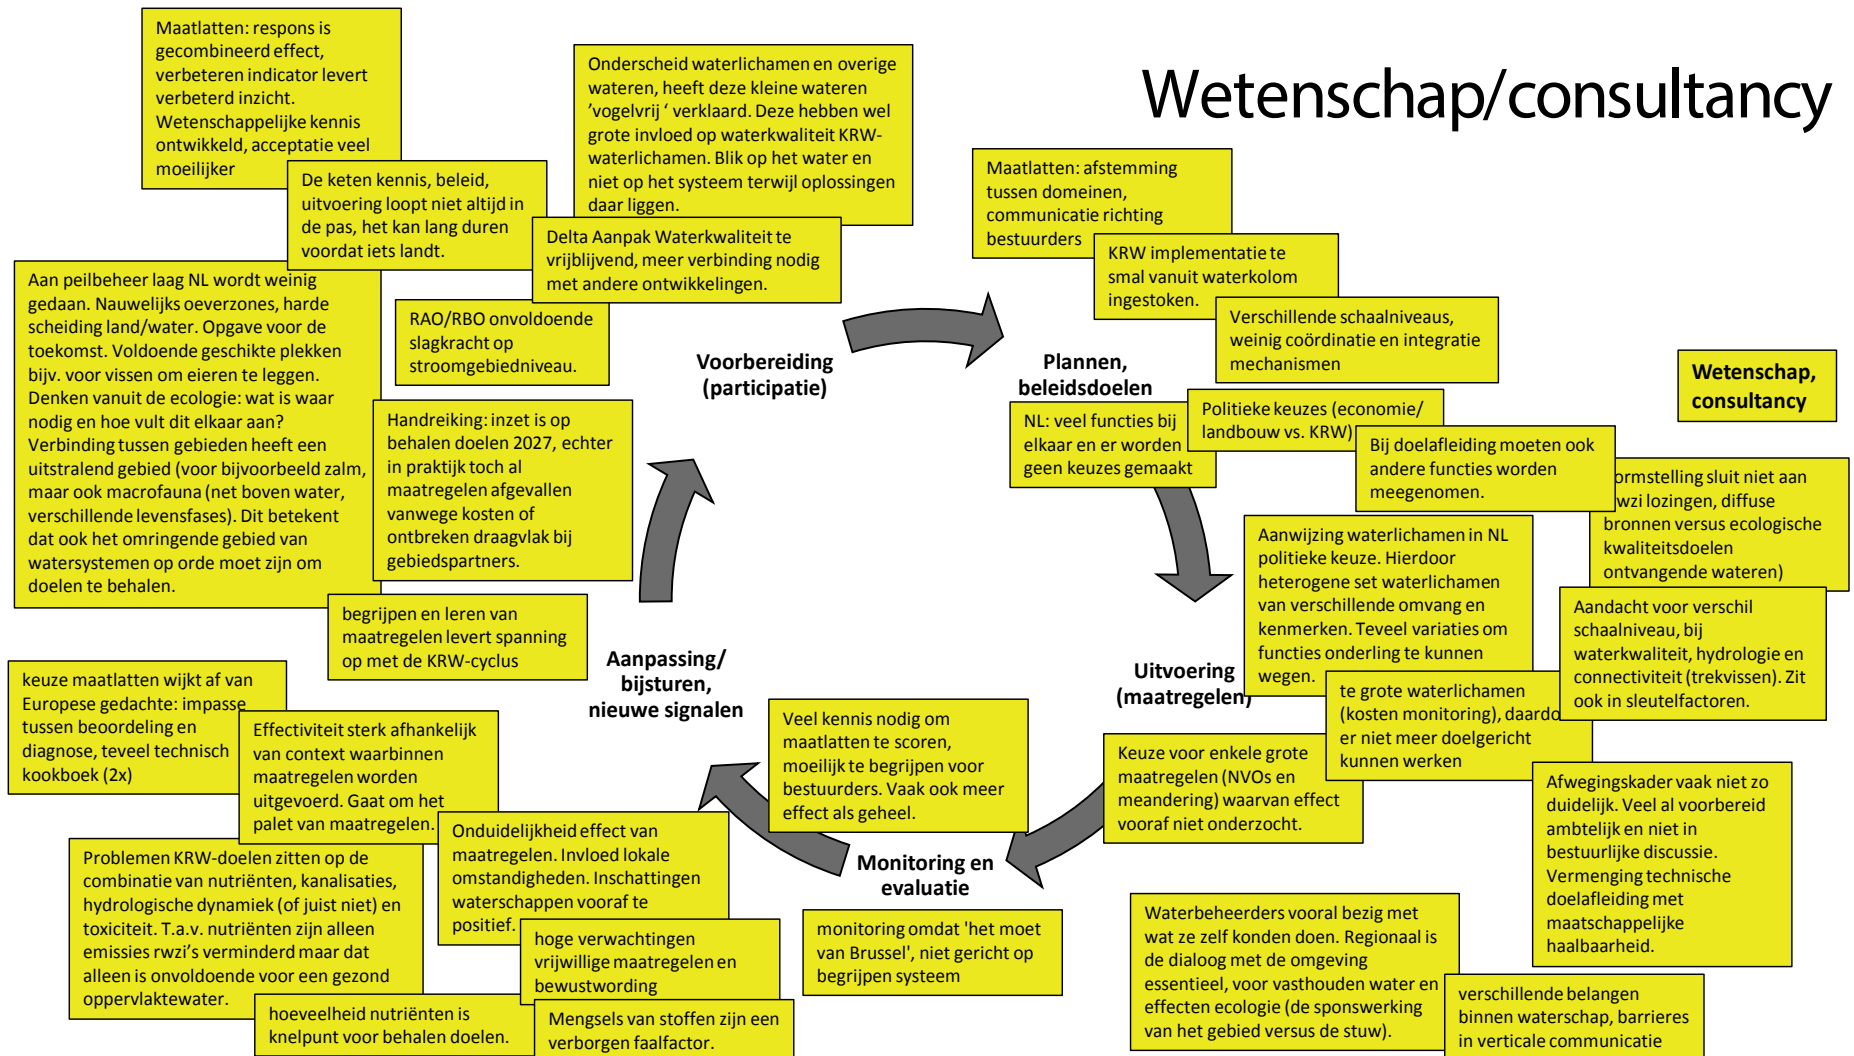 Wetenschap/consultancy
Maatlatten: respons is
gecombineerd effect,
verbeteren indicator levert
verbeterd inzicht.
Wetenschappelijke kennis
ontwikkeld, acceptatie veel
moeilijker
Onderscheid waterlichamen en overige
wateren, heeft deze kleine wateren
’vogelvrij ‘ verklaard. Deze hebben wel
grote invloed op waterkwaliteit KRW-
waterlichamen. Blik op het water en
niet op het systeem terwijl oplossingen
daar liggen.
De keten kennis, beleid,
uitvoering loopt niet altijd in
de pas, het kan lang duren
voordat iets landt.
Delta Aanpak Waterkwaliteit te
vrijblijvend, meer verbinding nodig
met andere ontwikkelingen.
Maatlatten: afstemming
tussen domeinen,
communicatie richting
bestuurders
KRW implementatie te
smal vanuit waterkolom
ingestoken.
Verschillende schaalniveaus,
weinig coördinatie en integratie
mechanismen
Aan peilbeheer laag NL wordt weinig
gedaan. Nauwelijks oeverzones, harde
scheiding land/water. Opgave voor de
toekomst. Voldoende geschikte plekken
bijv. voor vissen om eieren te leggen.
Denken vanuit de ecologie: wat is waar
nodig en hoe vult dit elkaar aan?
Verbinding tussen gebieden heeft een
uitstralend gebied (voor bijvoorbeeld zalm,
maar ook macrofauna (net boven water,
verschillende levensfases). Dit betekent
dat ook het omringende gebied van
watersystemen op orde moet zijn om
doelen te behalen.
RAO/RBO onvoldoende
slagkracht op
stroomgebiedniveau.
Voorbereiding
(participatie)
Plannen,
beleidsdoelen
Wetenschap,
consultancy
Handreiking: inzet is op
behalen doelen 2027, echter
in praktijk toch al
maatregelen afgevallen
vanwege kosten of
ontbreken draagvlak bij
gebiedspartners.
NL: veel functies bij
elkaar en er worden
geen keuzes gemaakt
Politieke keuzes (economie/
landbouw vs. KRW)
Bij doelafleiding moeten ook
andere functies worden
meegenomen.
ormstelling sluit niet aan
wzi lozingen, diffuse
bronnen versus ecologische
kwaliteitsdoelen
ontvangende wateren)
Aanwijzing waterlichamen in NL
politieke keuze. Hierdoor
heterogene set waterlichamen
van verschillende omvang en
kenmerken. Teveel variaties om
functies onderling te kunnen
wegen.
Aandacht voor verschil
schaalniveau, bij
waterkwaliteit, hydrologie en
connectiviteit (trekvissen). Zit
ook in sleutelfactoren.
begrijpen en leren van
maatregelen levert spanning
op met de KRW-cyclus
Aanpassing/
bijsturen,
nieuwe signalen
Uitvoering
(maatregelen)
te grote waterlichamen
(kosten monitoring), daardo
er niet meer doelgericht
kunnen werken
keuze maatlatten wijkt af van
Europese gedachte: impasse
tussen beoordeling en
diagnose, teveel technisch
kookboek (2x)
Effectiviteit sterk afhankelijk
van context waarbinnen
maatregelen worden
uitgevoerd. Gaat om het
palet van maatregelen.
Veel kennis nodig om
maatlatten te scoren,
moeilijk te begrijpen voor
bestuurders. Vaak ook meer
effect als geheel.
Keuze voor enkele grote
maatregelen (NVOs en
meandering) waarvan effect
vooraf niet onderzocht.
Afwegingskader vaak niet zo
duidelijk. Veel al voorbereid
ambtelijk en niet in
bestuurlijke discussie.
Vermenging technische
doelafleiding met
maatschappelijke
haalbaarheid.
Problemen KRW-doelen zitten op de
combinatie van nutriënten, kanalisaties,
hydrologische dynamiek (of juist niet) en
toxiciteit. T.a.v. nutriënten zijn alleen
emissies rwzi’s verminderd maar dat
alleen is onvoldoende voor een gezond
oppervlaktewater.
Onduidelijkheid effect van
maatregelen. Invloed lokale
omstandigheden. Inschattingen
waterschappen vooraf te
positief.
Monitoring en
evaluatie
monitoring omdat 'het moet
van Brussel', niet gericht op
begrijpen systeem
hoge verwachtingen
vrijwillige maatregelen en
bewustwording
Waterbeheerders vooral bezig met
wat ze zelf konden doen. Regionaal is
de dialoog met de omgeving
essentieel, voor vasthouden water en
effecten ecologie (de sponswerking
van het gebied versus de stuw).
hoeveelheid nutriënten is
knelpunt voor behalen doelen.
Mengsels van stoffen zijn een
verborgen faalfactor.
verschillende belangen
binnen waterschap, barrieres
in verticale communicatie